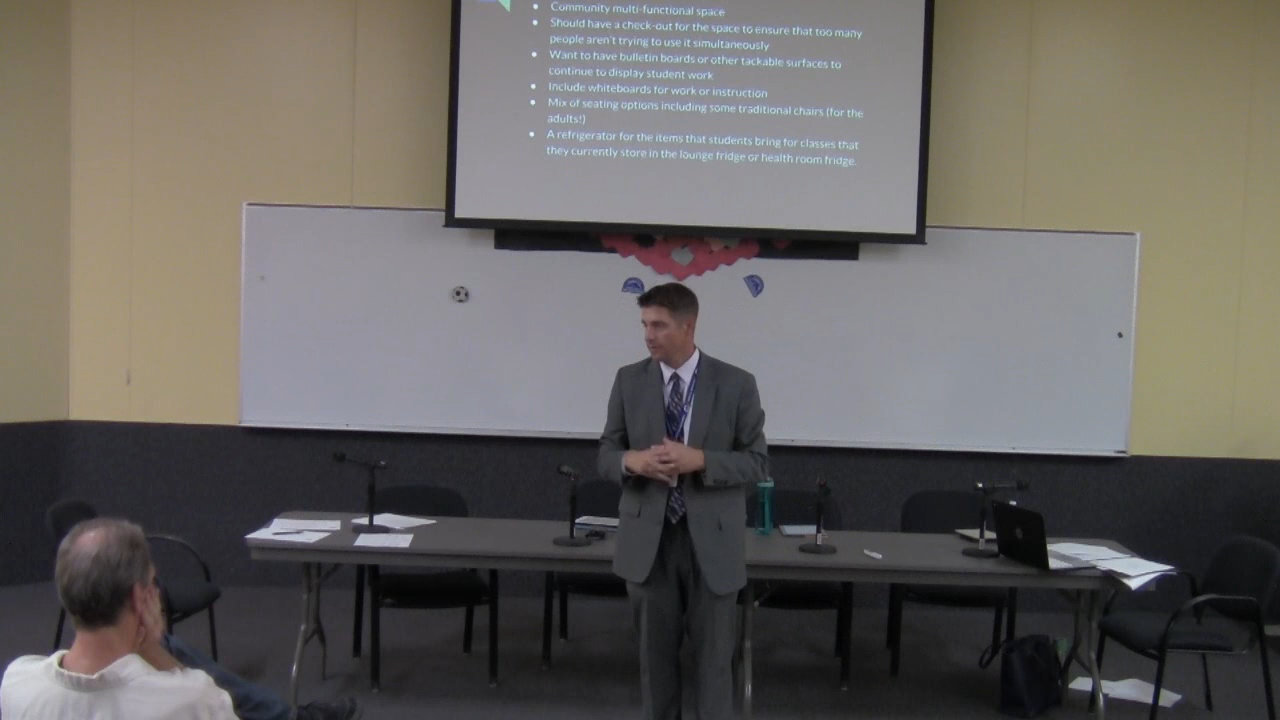 Community multi-functional space
Should have a check-out for the space to ensure that too many
people aren't trying to use it simultaneously
Want to have bulletin boards or other tackable surfaces to
continue to display student work
Include whiteboards for work or instruction
Mix of seating options including some traditional chairs (for the
adults!)
A refrigerator for the items that students bring for classes that
they currently store in the lounge fridge or health room fridge.